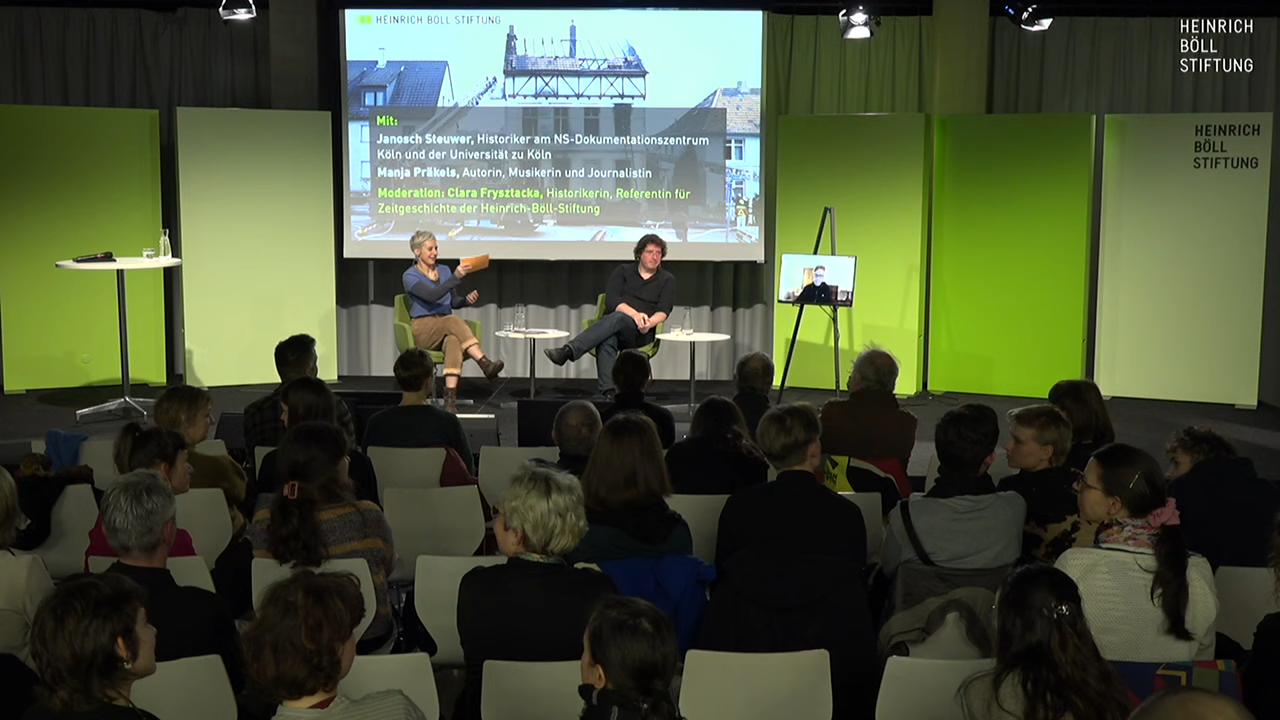 HEINRICH BÖLL STIFTUNG
Mit:
Janosch Steuwer, Historiker am NS-Dokumentationszentrum
Köln und der Universität zu Köln
Manja Präkels, Autorin, Musikerin und Journalistin
Moderation: Clara Frysztacka, Historikerin, Referentin für
Zeitgeschichte der Heinrich-Böll-Stiftung
HEINRICH
BÖLL
STIFTUNG
HEINRICH
BÖLL
STIFTUNG